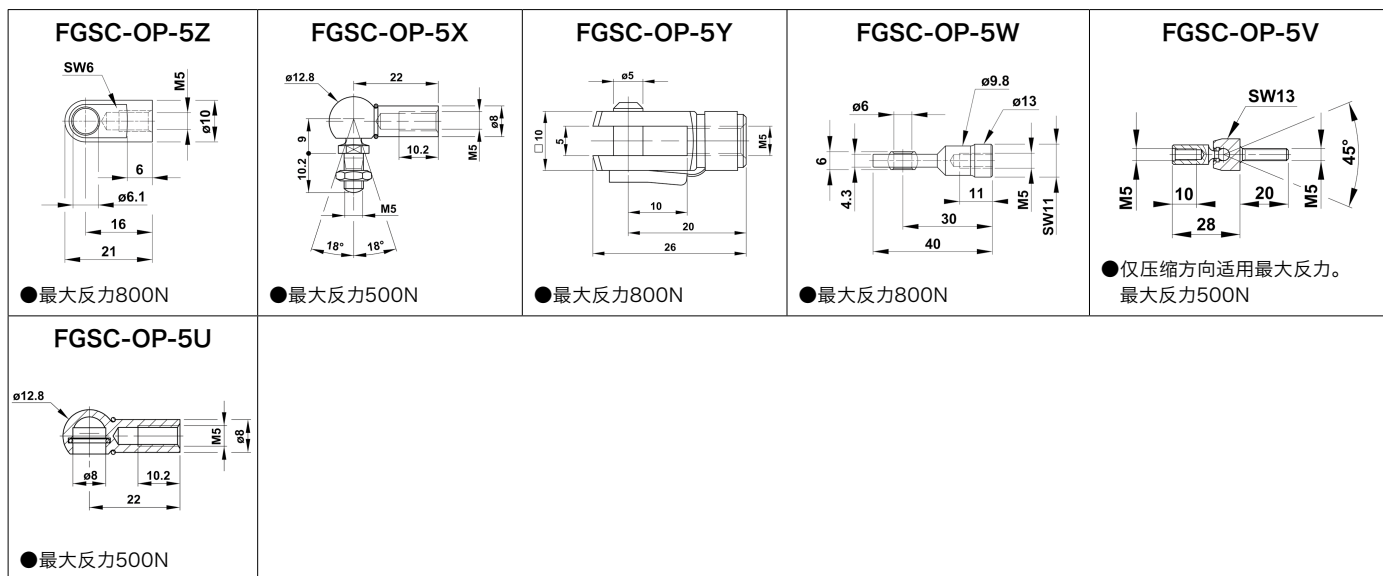 FGSC-OP-5Z
SW6
M5
ø10
6
ø6.1
16
21
●最大反力800N
FGSC-OP-5X
ø12.8
22
9
10.2
10.2
M5
ø8
M5
18°
18°
●最大反力500N
FGSC-OP-5Y
ø5
□10
5
M5
10
20
26
●最大反力800N
FGSC-OP-5W
ø9.8
ø6
ø13
6
4.3
11
M5
SW11
30
40
●最大反力800N
FGSC-OP-5V
SW13
45°
M5
10
20
M5
28
●仅压缩方向适用最大反力。
最大反力500N
FGSC-OP-5U
ø12.8
M5
ø8
ø8
10.2
22
●最大反力500N